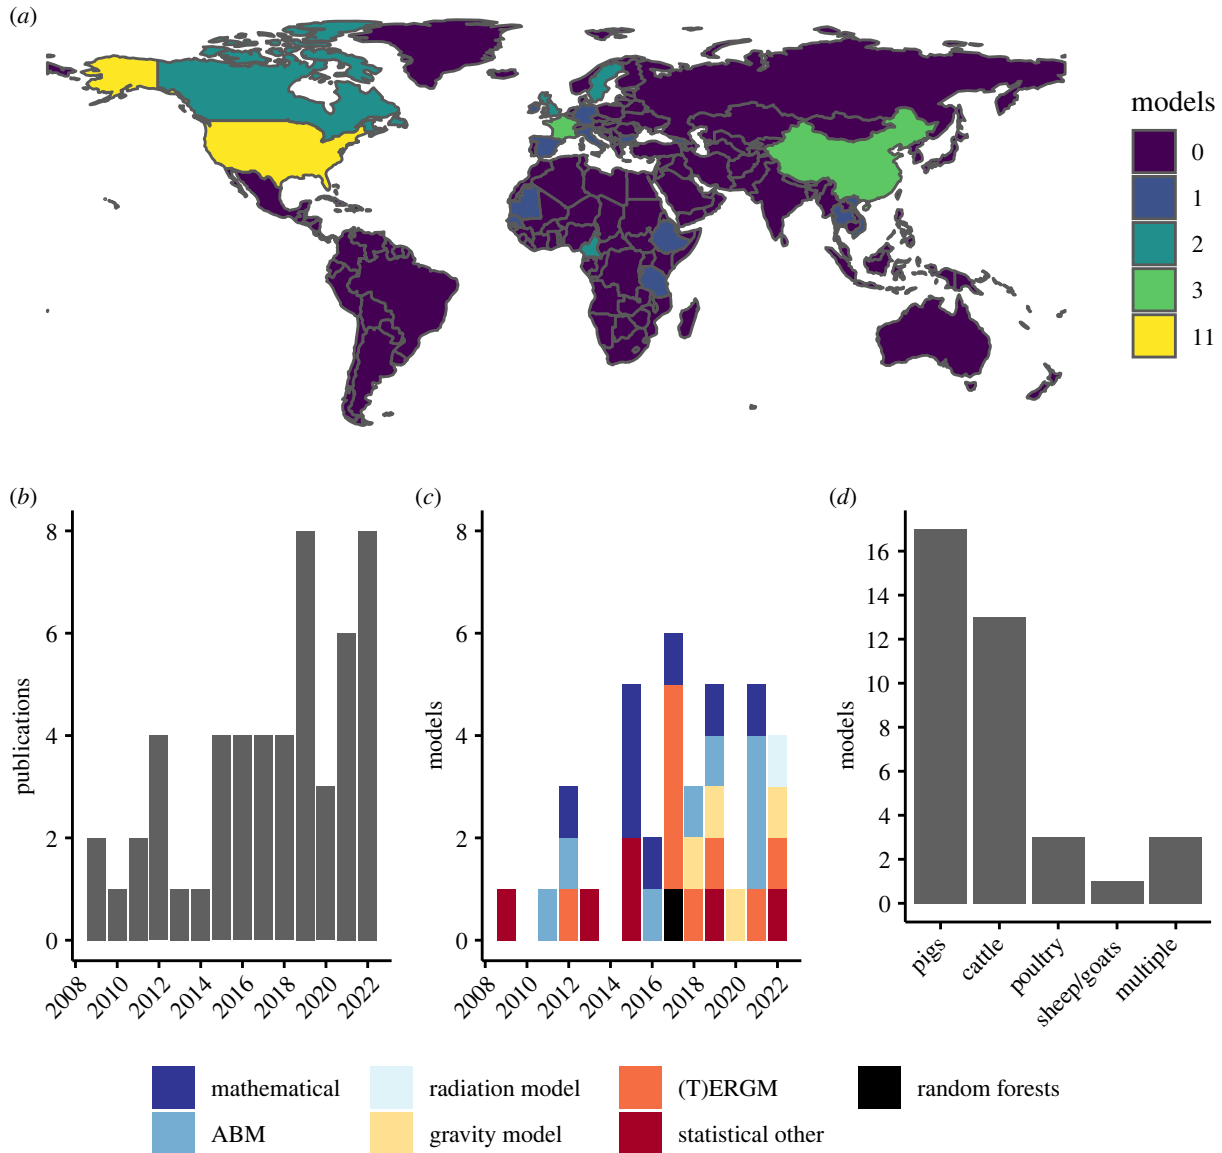 (a)
models
0
1
2
3
11
(b)
publications
8
6
4
2
0
2008
2010
2012
2014
2016
2018
2020
2022
(c)
models
8
6
4
2
0
2008
2010
2012
2014
2016
2018
2020
2022
(d)
models
16
14
12
10
8
6
4
2
0
pigs
cattle
poultry
sheep/goats
multiple
mathematical
radiation model
(T)ERGM
random forests
ABM
gravity model
statistical other